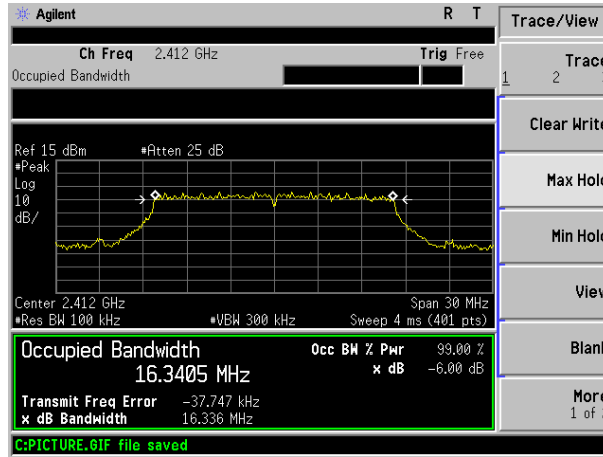 Agilent R T
Ch Freq 2.412 GHz Trig Free
Occupied Bandwidth
Ref 15 dBm #Atten 25 dB
#Peak
Log
10
dB/
Center 2.412 GHz Span 30 MHz
#Res BW 100 kHz #VBW 300 kHz Sweep 4 ms (401 pts)
Occupied Bandwidth Occ BW % Pwr 99.00 %
16.3405 MHz x dB -6.00 dB
Transmit Freq Error -37.747 kHz
x dB Bandwidth 16.336 MHz
C:PICTURE.GIF file saved
Trace/View
Trace
1 2
Clear Write
Max Hold
Min Hold
View
Blank
More
1 of